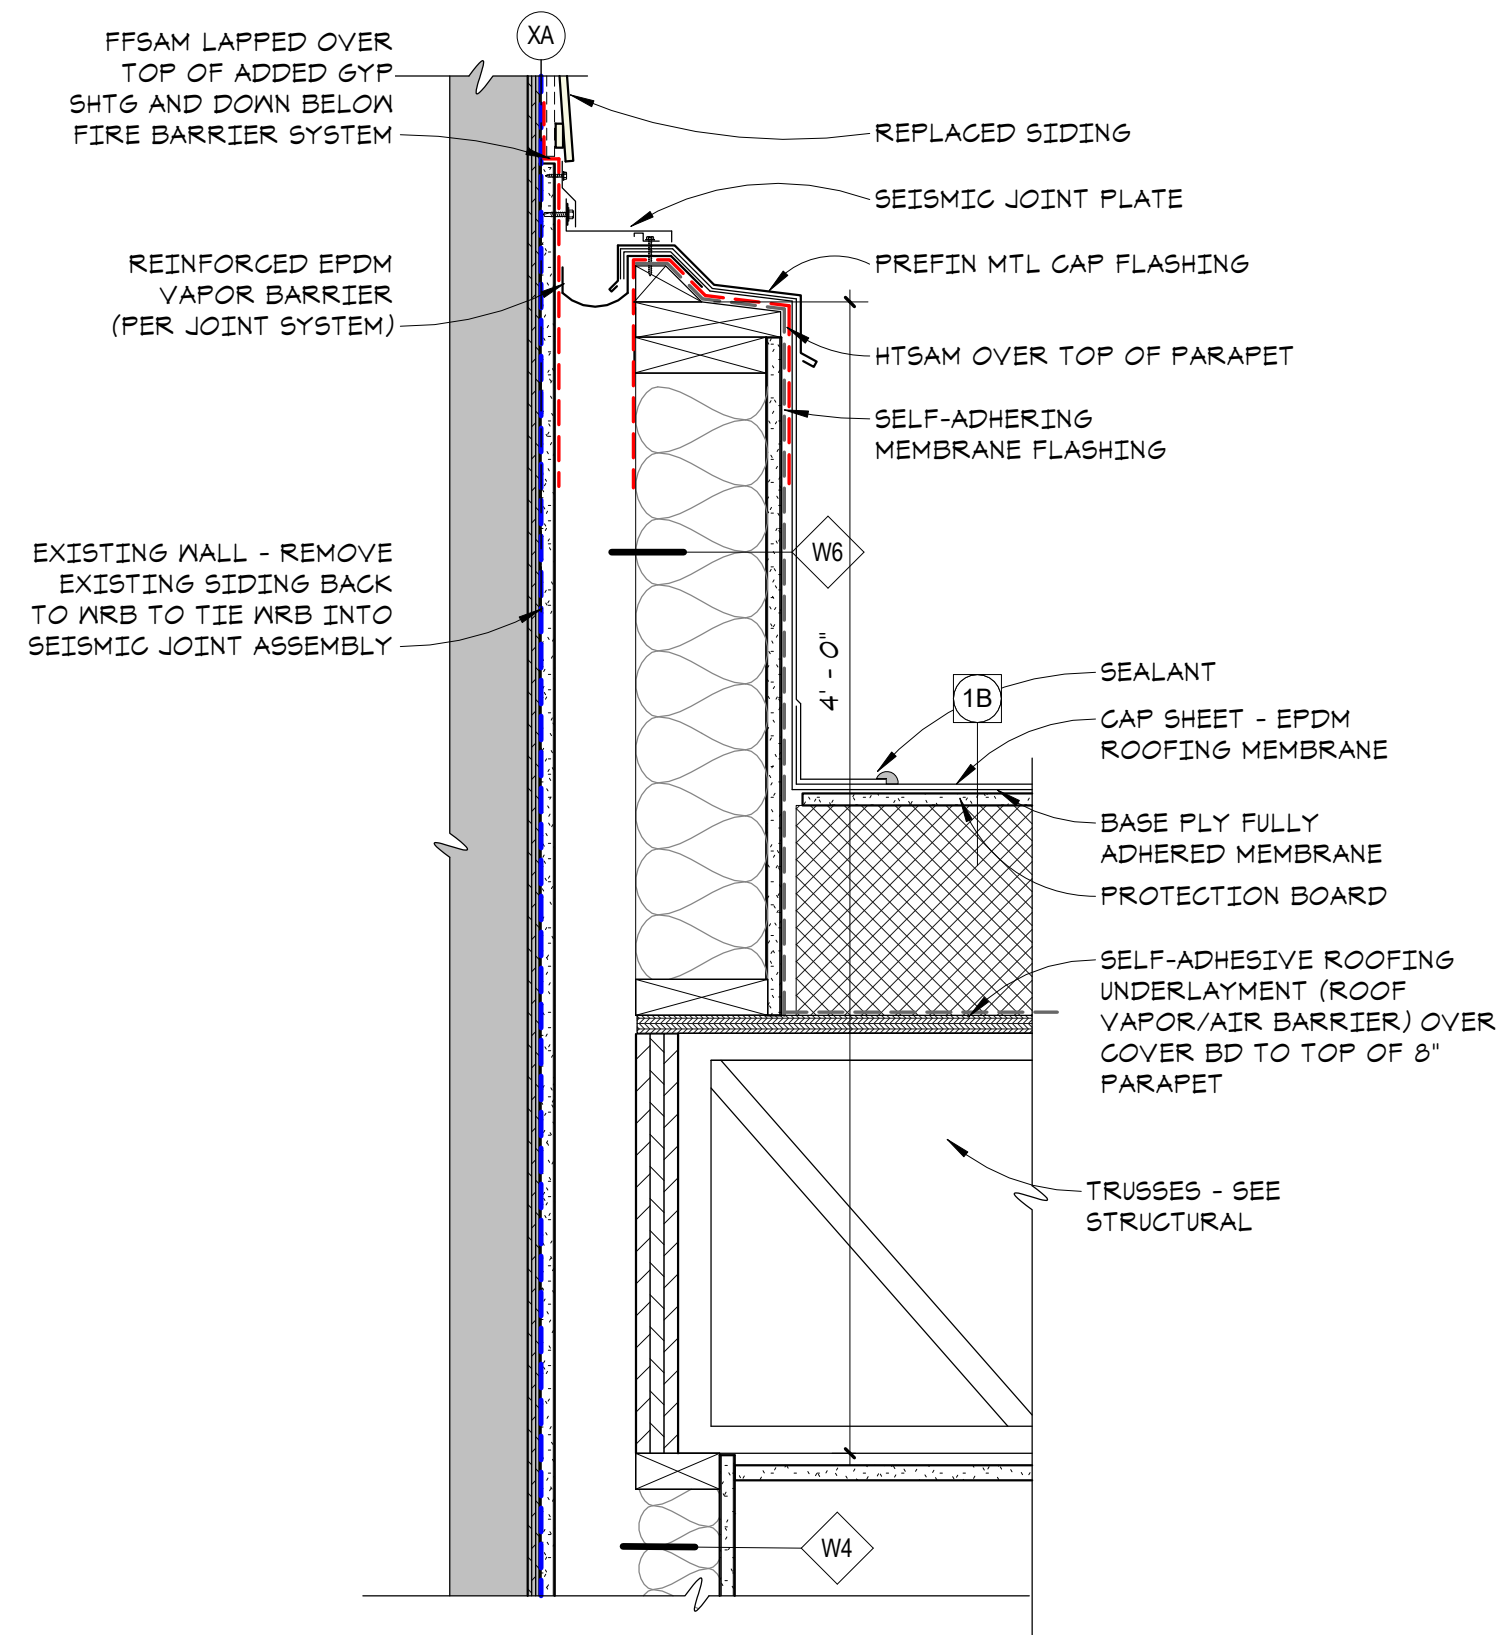 XA
FFSAM LAPPED OVER
TOP OF ADDED GYP
SHTG AND DOWN BELOW
FIRE BARRIER SYSTEM
REPLACED SIDING
SEISMIC JOINT PLATE
PREFIN MTL CAP FLASHING
REINFORCED EPDM
VAPOR BARRIER
(PER JOINT SYSTEM)
HTSAM OVER TOP OF PARAPET
SELF-ADHERING
MEMBRANE FLASHING
EXISTING WALL - REMOVE
EXISTING SIDING BACK
TO WRB TO TIE WRB INTO
SEISMIC JOINT ASSEMBLY
W6
4' - 0"
1B
SEALANT
CAP SHEET - EPDM
ROOFING MEMBRANE
BASE PLY FULLY
ADHERED MEMBRANE
PROTECTION BOARD
SELF-ADHESIVE ROOFING
UNDERLAYMENT (ROOF
VAPOR/AIR BARRIER) OVER
COVER BD TO TOP OF 8"
PARAPET
TRUSSES - SEE
STRUCTURAL
W4